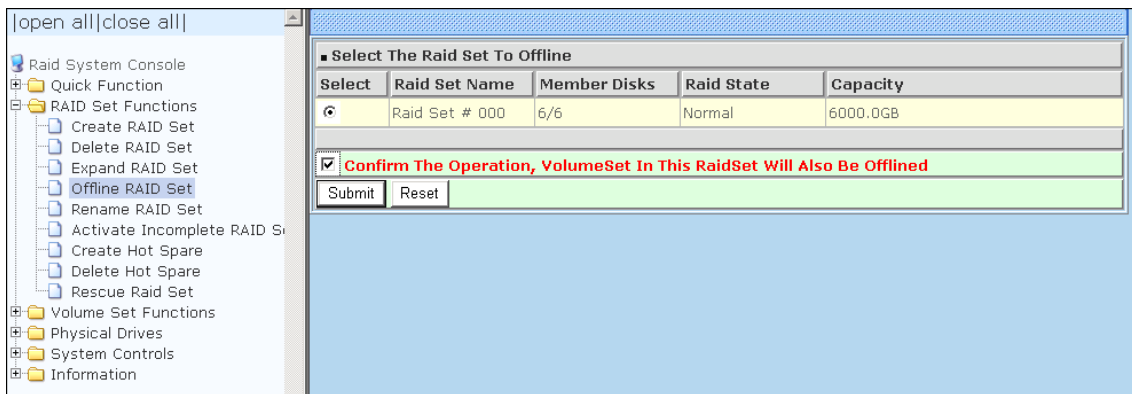 |open all|close all|
Raid System Console
Quick Function
RAID Set Functions
Create RAID Set
Delete RAID Set
Expand RAID Set
Offline RAID Set
Rename RAID Set
Activate Incomplete RAID S
Create Hot Spare
Delete Hot Spare
Rescue Raid Set
Volume Set Functions
Physical Drives
System Controls
Information
Select The Raid Set To Offline
Select Raid Set Name Member Disks Raid State Capacity
Raid Set # 000 6/6 Normal 6000.0GB
Confirm The Operation, VolumeSet In This RaidSet Will Also Be Offlined
Submit Reset